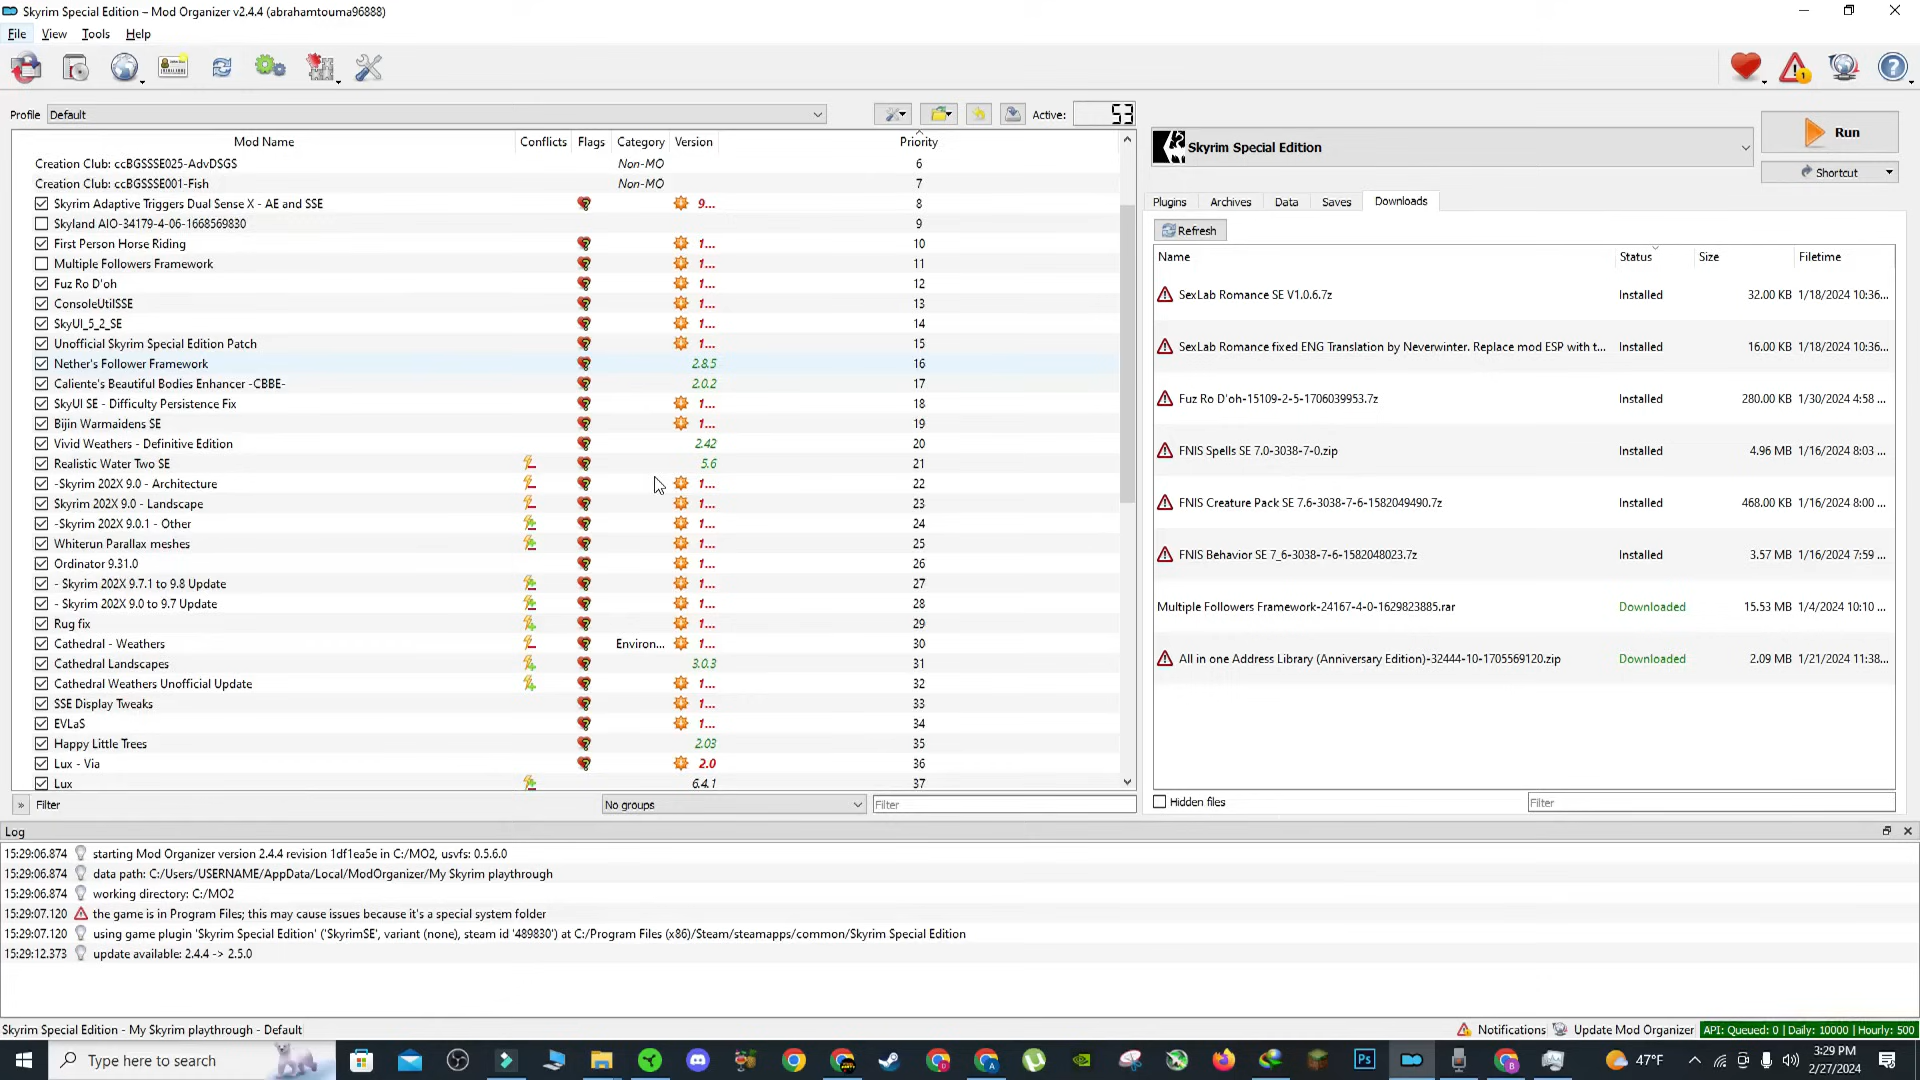 Skyrim Special Edition – Mod Organizer v2.4.4 (abrahamtouma96888)
File View Tools Help
Profile Default Active: 53
Mod Name Conflicts Flags Category Version Priority
Creation Club: ccBGSSSE025-AdvDSGS Non-MO 6
Creation Club: ccBGSSSE001-Fish Non-MO 7
Skyrim Adaptive Triggers Dual Sense X - AE and SSE 9... 8
Skyland AIO-34179-4-06-1668569830 9
First Person Horse Riding 1... 10
Multiple Followers Framework 1... 11
Fuz Ro D'oh 1... 12
ConsoleUtilSSE 1... 13
SkyUI_5_2_SE 1... 14
Unofficial Skyrim Special Edition Patch 1... 15
Nether's Follower Framework 2.8.5 16
Caliente's Beautiful Bodies Enhancer -CBBE- 2.0.2 17
SkyUI SE - Difficulty Persistence Fix 1... 18
Bijin Warmaidens SE 1... 19
Vivid Weathers - Definitive Edition 2.42 20
Realistic Water Two SE 5.6 21
-Skyrim 202X 9.0 - Architecture 1... 22
Skyrim 202X 9.0 - Landscape 1... 23
-Skyrim 202X 9.0.1 - Other 1... 24
Whiterun Parallax meshes 1... 25
Ordinator 9.31.0 1... 26
- Skyrim 202X 9.7.1 to 9.8 Update 1... 27
- Skyrim 202X 9.0 to 9.7 Update 1... 28
Rug fix 1... 29
Cathedral - Weathers Environ... 1... 30
Cathedral Landscapes 3.0.3 31
Cathedral Weathers Unofficial Update 1... 32
SSE Display Tweaks 1... 33
EVLaS 1... 34
Happy Little Trees 2.03 35
Lux - Via 2.0 36
Lux 6.4.1 37
» Filter No groups Filter
Skyrim Special Edition
Run
Shortcut
Plugins Archives Data Saves Downloads
Refresh
Name Status Size Filetime
SexLab Romance SE V1.0.6.7z Installed 32.00 KB 1/18/2024 10:36...
SexLab Romance fixed ENG Translation by Neverwinter. Replace mod ESP with t... Installed 16.00 KB 1/18/2024 10:36...
Fuz Ro D'oh-15109-2-5-1706039953.7z Installed 280.00 KB 1/30/2024 4:58 ...
FNIS Spells SE 7.0-3038-7-0.zip Installed 4.96 MB 1/16/2024 8:03 ...
FNIS Creature Pack SE 7.6-3038-7-6-1582049490.7z Installed 468.00 KB 1/16/2024 8:00 ...
FNIS Behavior SE 7_6-3038-7-6-1582048023.7z Installed 3.57 MB 1/16/2024 7:59 ...
Multiple Followers Framework-24167-4-0-1629823885.rar Downloaded 15.53 MB 1/4/2024 10:10 ...
All in one Address Library (Anniversary Edition)-32444-10-1705569120.zip Downloaded 2.09 MB 1/21/2024 11:38...
Hidden files Filter
Log
15:29:06.874 starting Mod Organizer version 2.4.4 revision 1df1ea5e in C:/MO2, usvfs: 0.5.6.0
15:29:06.874 data path: C:/Users/USERNAME/AppData/Local/ModOrganizer/My Skyrim playthrough
15:29:06.874 working directory: C:/MO2
15:29:07.120 the game is in Program Files; this may cause issues because it's a special system folder
15:29:07.120 using game plugin 'Skyrim Special Edition' ('SkyrimSE', variant (none), steam id '489830') at C:/Program Files (x86)/Steam/steamapps/common/Skyrim Special Edition
15:29:12.373 update available: 2.4.4 -> 2.5.0
Skyrim Special Edition - My Skyrim playthrough - Default Notifications Update Mod Organizer API: Queued: 0 | Daily: 10000 | Hourly: 500
Type here to search Ps 47°F 3:29 PM
2/27/2024